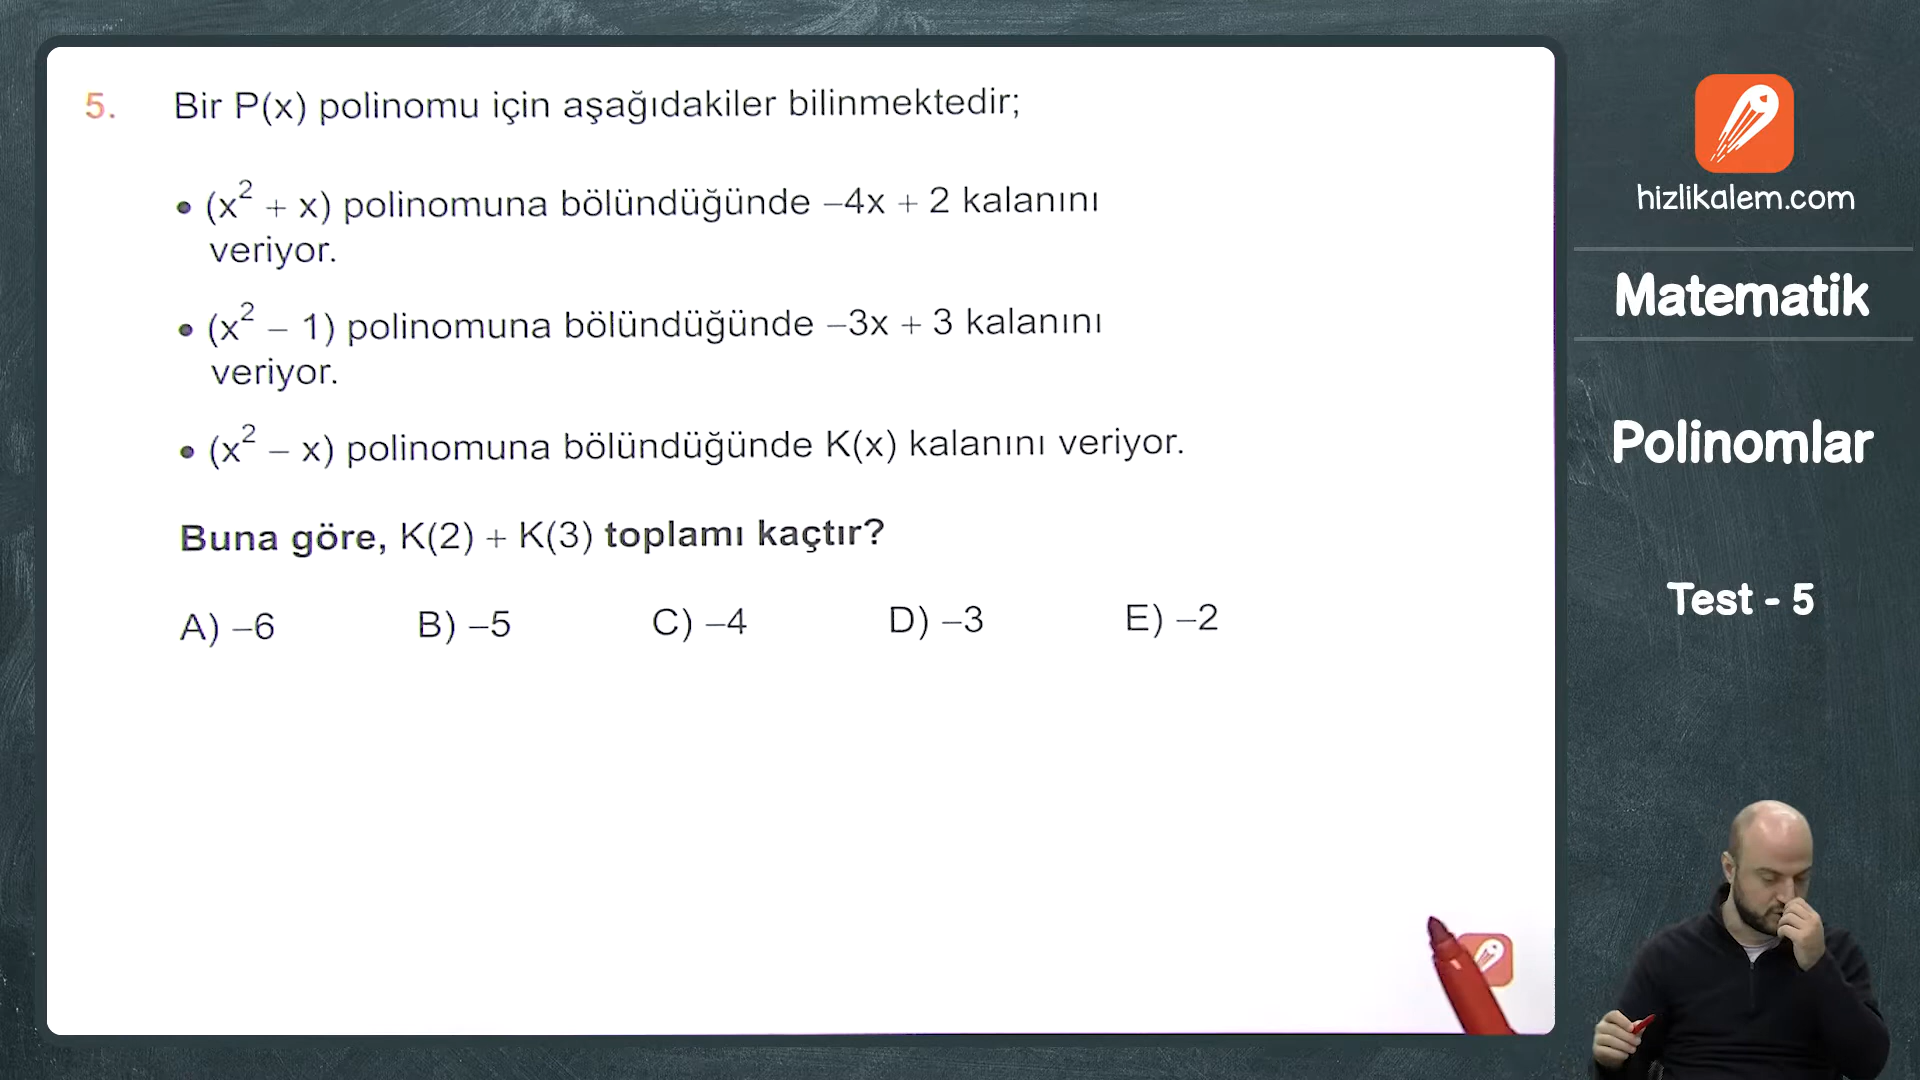 5. Bir P(x) polinomu için aşağıdakiler bilinmektedir;
• (x² + x) polinomuna bölündüğünde –4x + 2 kalanını
veriyor.
• (x² – 1) polinomuna bölündüğünde –3x + 3 kalanını
veriyor.
• (x² – x) polinomuna bölündüğünde K(x) kalanını veriyor.
Buna göre, K(2) + K(3) toplamı kaçtır?
A) –6 B) –5 C) –4 D) –3 E) –2
hizlikalem.com
Matematik
Polinomlar
Test - 5